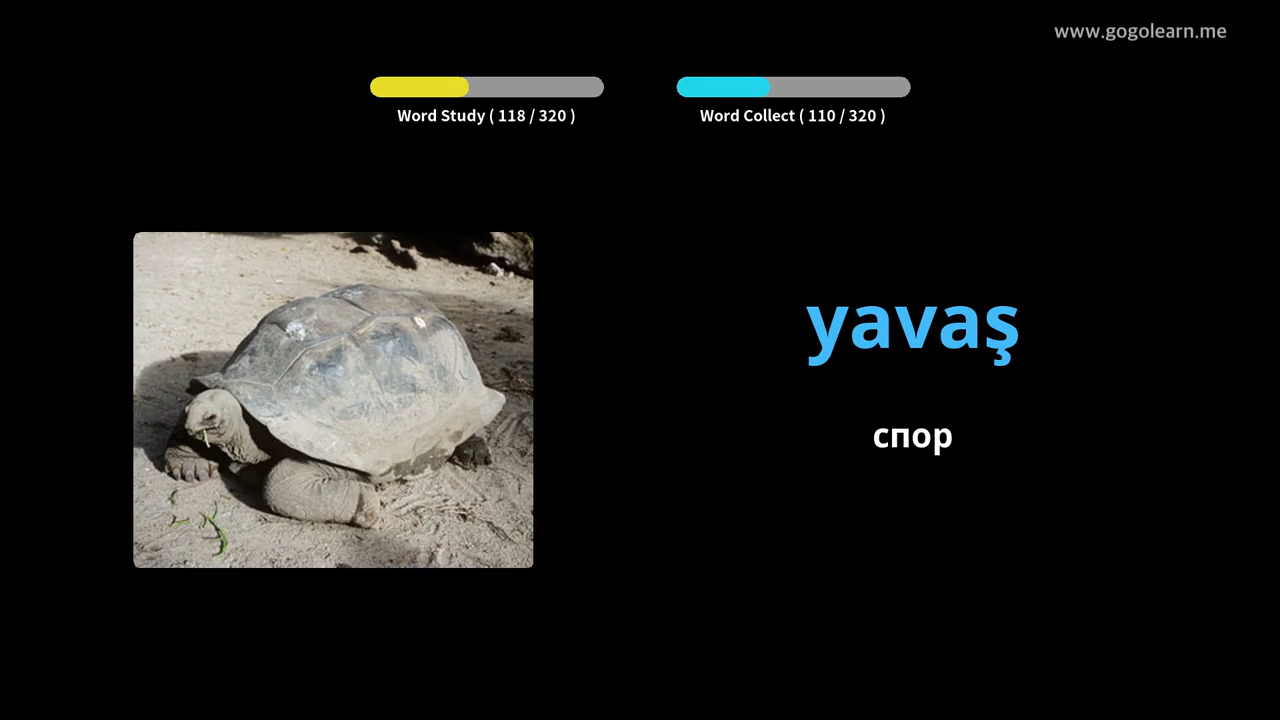 www.gogolearn.me
Word Study ( 118 / 320 )
Word Collect ( 110 / 320 )
yavaş
спор